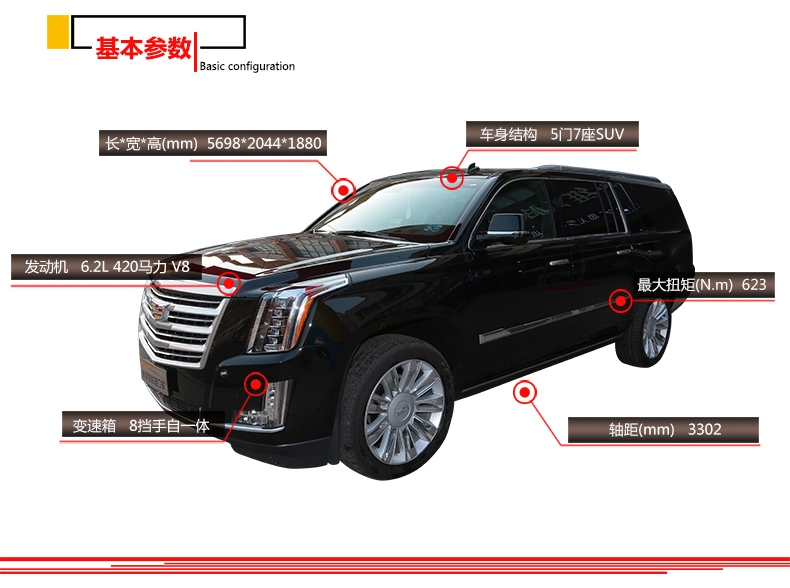 基本参数
Basic configuration
车身结构 5门7座SUV
长*宽*高(mm) 5698*2044*1880
发动机 6.2L 420马力 V8
最大扭矩(N.m) 623
变速箱 8挡手自一体
轴距(mm) 3302